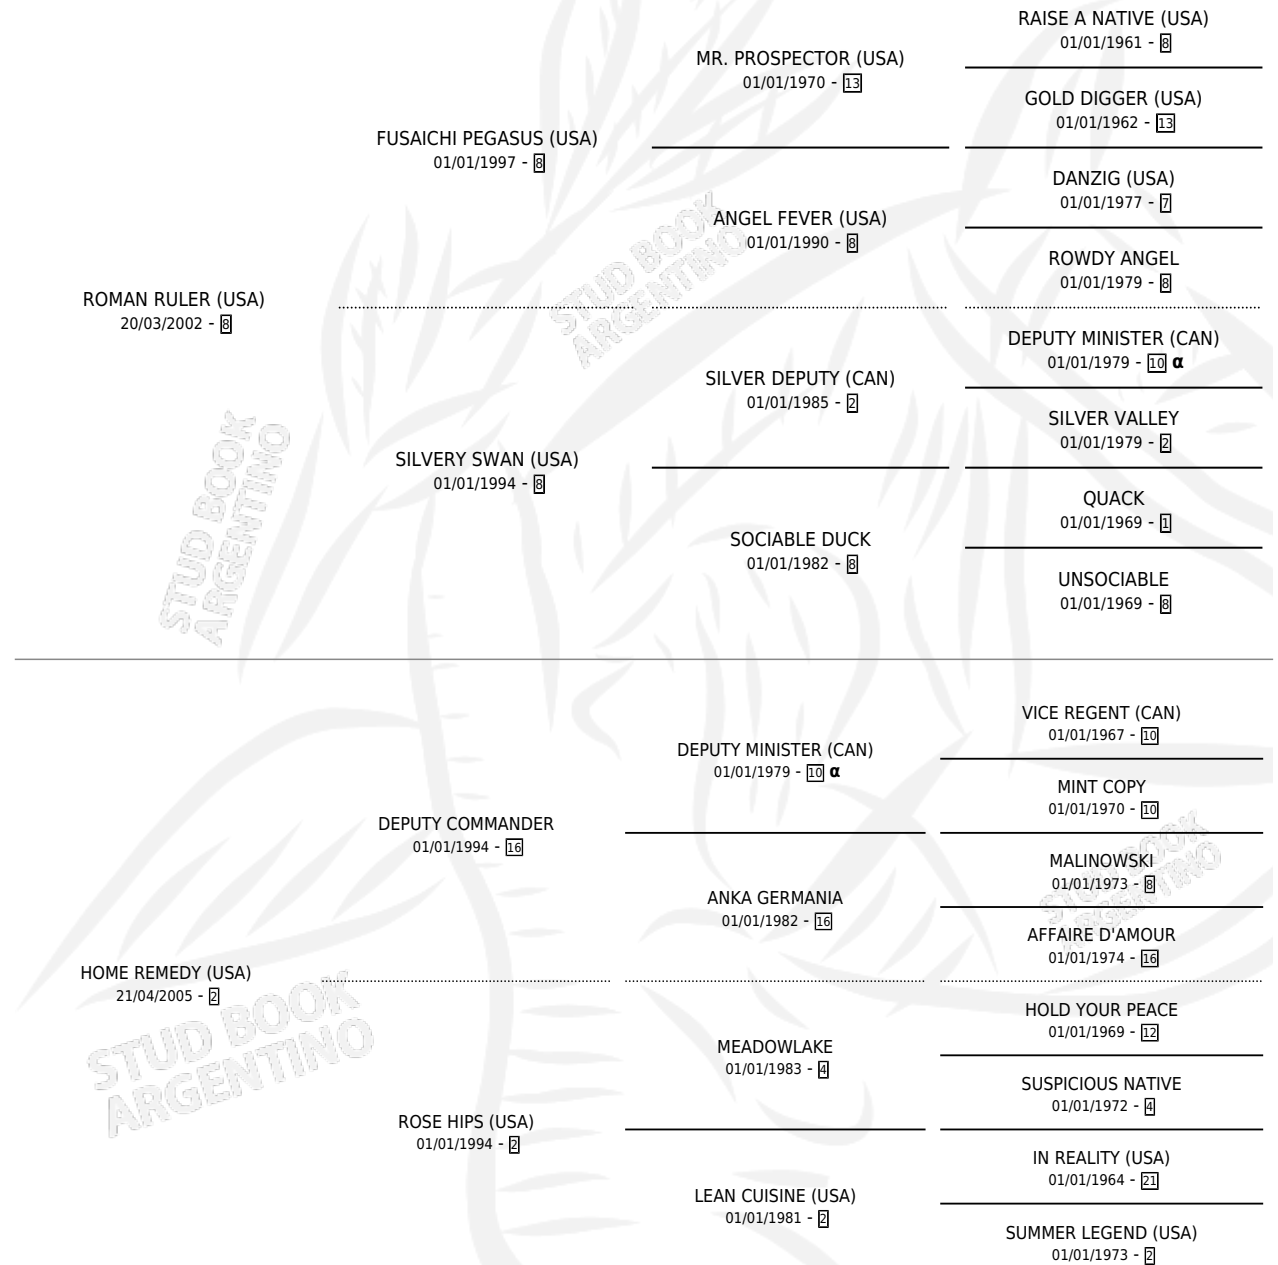 RAISE A NATIVE (USA)
01/01/1961 - 8
MR. PROSPECTOR (USA)
01/01/1970 - 13
GOLD DIGGER (USA)
01/01/1962 - 13
FUSAICHI PEGASUS (USA)
01/01/1997 - 8
DANZIG (USA)
01/01/1977 - 7
ANGEL FEVER (USA)
01/01/1990 - 8
ROWDY ANGEL
01/01/1979 - 8
ROMAN RULER (USA)
20/03/2002 - 8
DEPUTY MINISTER (CAN)
01/01/1979 - 10 α
SILVER DEPUTY (CAN)
01/01/1985 - 2
SILVER VALLEY
01/01/1979 - 2
SILVERY SWAN (USA)
01/01/1994 - 8
QUACK
01/01/1969 - 1
SOCIABLE DUCK
01/01/1982 - 8
UNSOCIABLE
01/01/1969 - 8
VICE REGENT (CAN)
01/01/1967 - 10
DEPUTY MINISTER (CAN)
01/01/1979 - 10 α
MINT COPY
01/01/1970 - 10
DEPUTY COMMANDER
01/01/1994 - 16
MALINOWSKI
01/01/1973 - 8
ANKA GERMANIA
01/01/1982 - 16
AFFAIRE D'AMOUR
01/01/1974 - 16
HOME REMEDY (USA)
21/04/2005 - 2
HOLD YOUR PEACE
01/01/1969 - 12
MEADOWLAKE
01/01/1983 - 4
SUSPICIOUS NATIVE
01/01/1972 - 4
ROSE HIPS (USA)
01/01/1994 - 2
IN REALITY (USA)
01/01/1964 - 21
LEAN CUISINE (USA)
01/01/1981 - 2
SUMMER LEGEND (USA)
01/01/1973 - 2
STUD BOOK
ARGENTINO
STUD BOOK
ARGENTINO
STUD BOOK
ARGENTINO
STUD BOOK
ARGENTINO